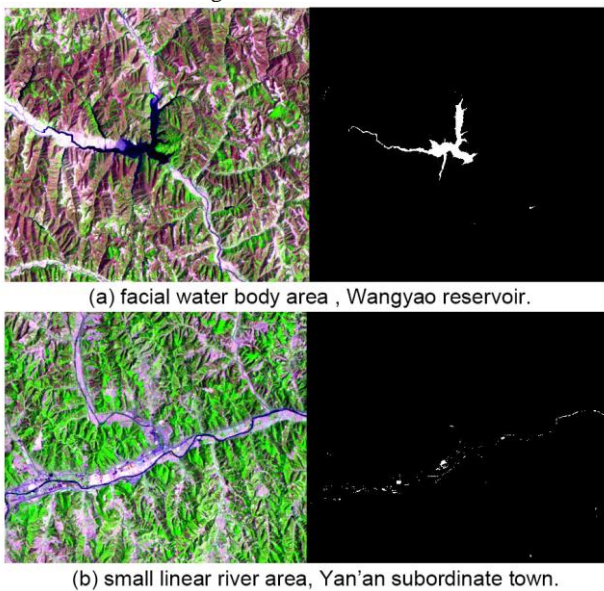 (a) facial water body area , Wangyao reservoir.
(b) small linear river area, Yan'an subordinate town.